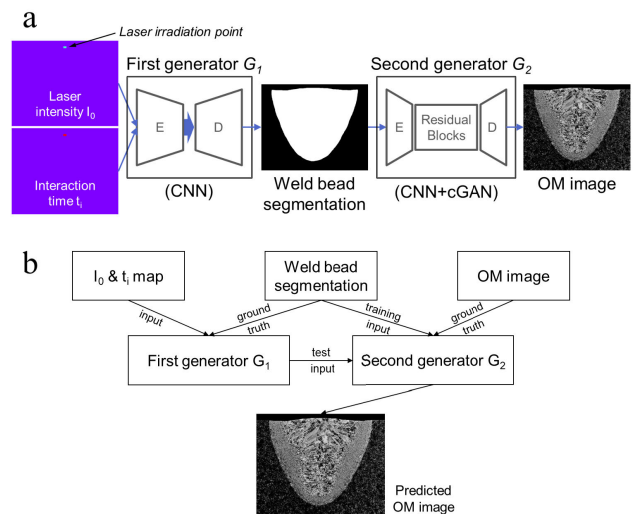 a
Laser irradiation point
First generator G1
Second generator G2
Laser
intensity I0
E
D
E
Residual
Blocks
D
Interaction
time ti
(CNN)
Weld bead
segmentation
(CNN+cGAN)
OM image
b
I0 & ti map
Weld bead
segmentation
OM image
input
ground
truth
training
input
ground
truth
First generator G1
test
input
Second generator G2
Predicted
OM image